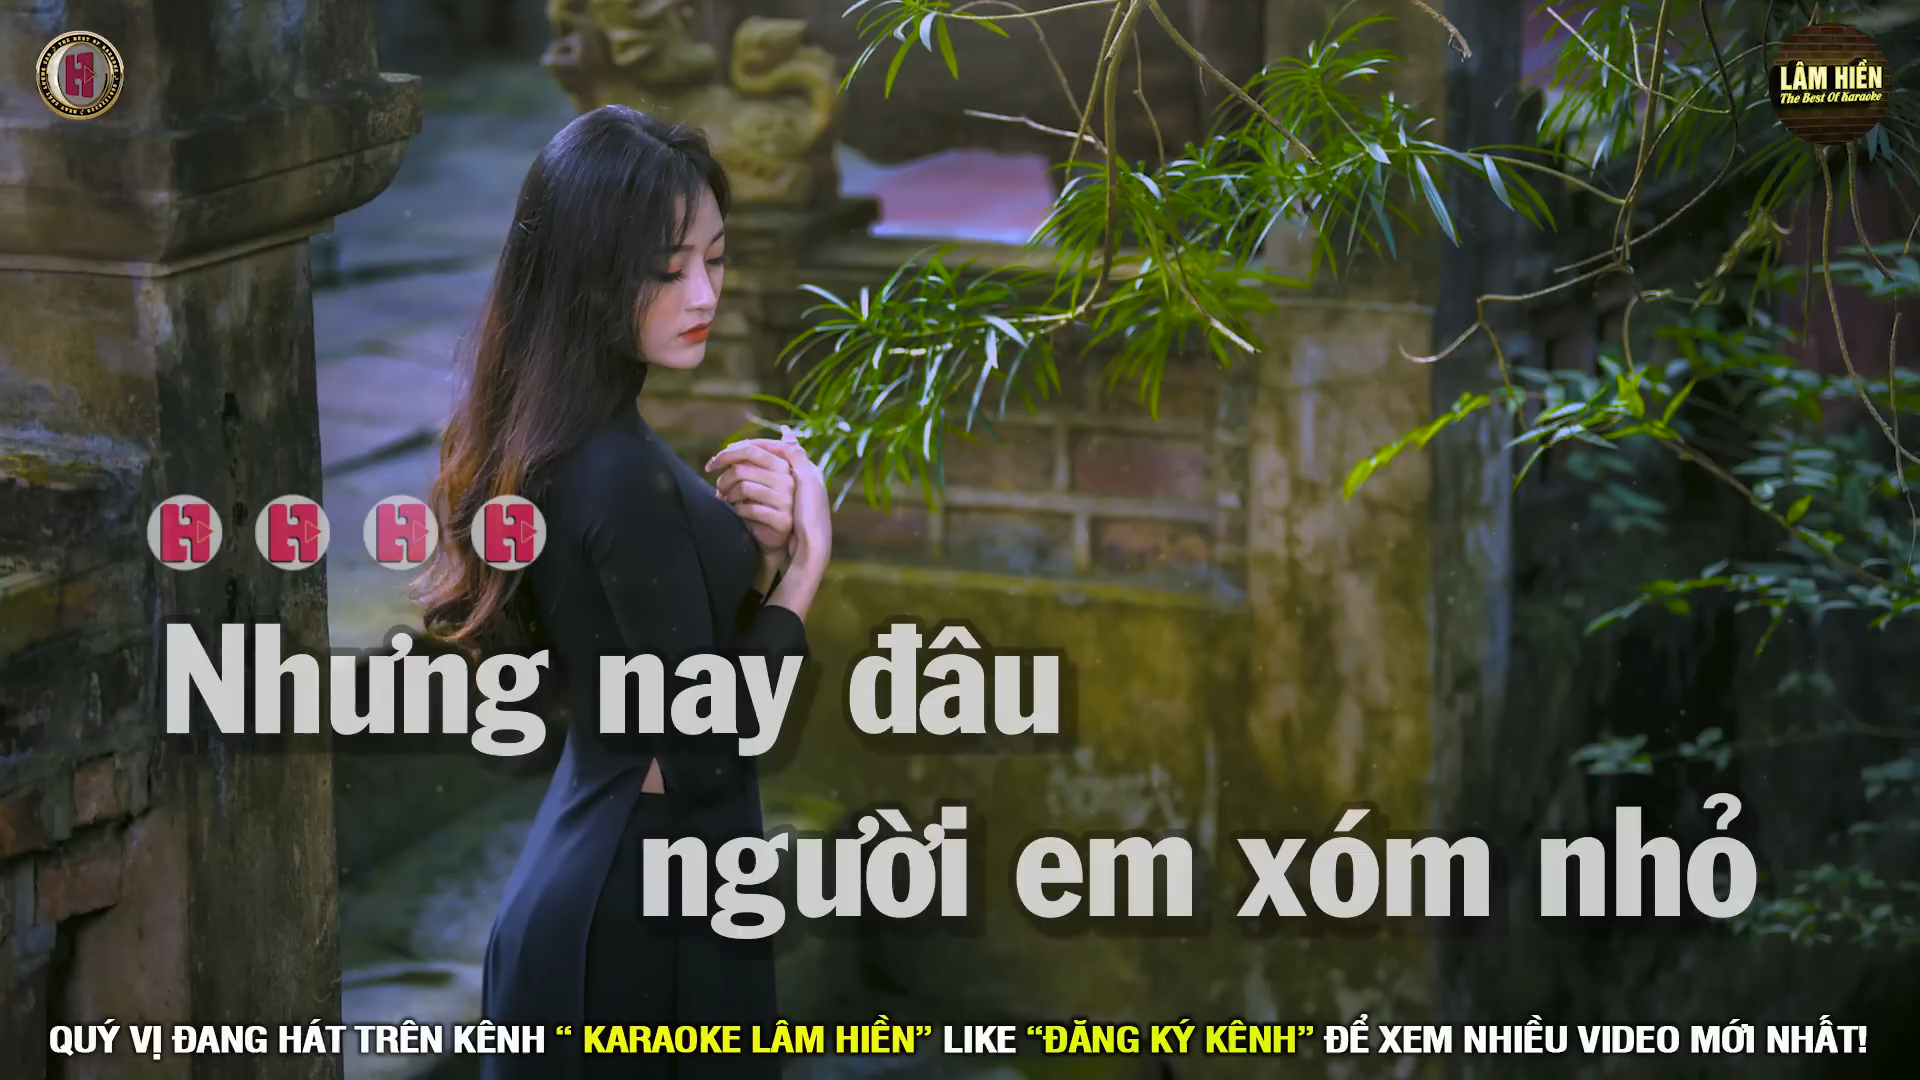 LÂM HIỀN
The Best Of Karaoke
Nhưng nay đâu
người em xóm nhỏ
QUÝ VỊ ĐANG HÁT TRÊN KÊNH “ KARAOKE LÂM HIỀN” LIKE “ĐĂNG KÝ KÊNH” ĐỂ XEM NHIỀU VIDEO MỚI NHẤT!